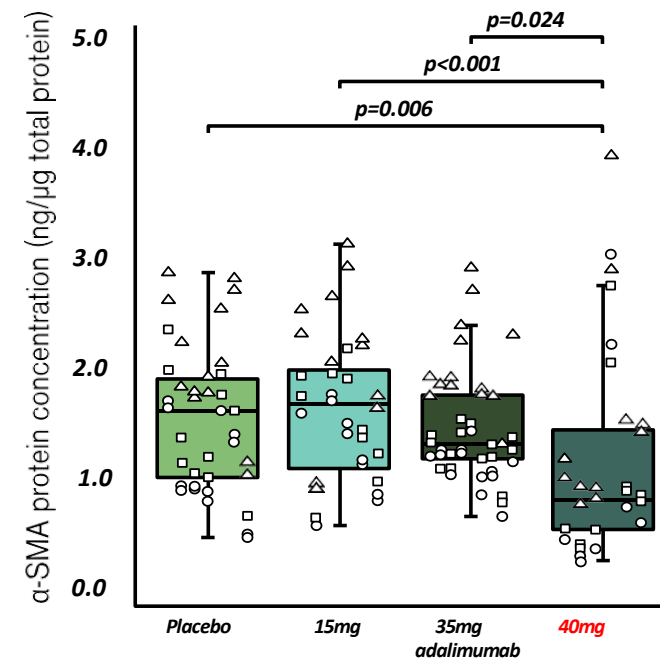 α-SMA protein concentration (ng/µg total protein)
5.0
4.0
3.0
2.0
1.0
0.0
p=0.024
p<0.001
p=0.006
Placebo
15mg
35mg
adalimumab
40mg